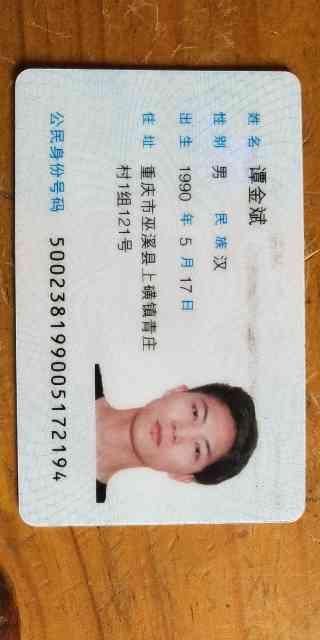 姓名 谭金斌
性别 男 民族 汉
出生 1990 年 5 月 17 日
住址 重庆市巫溪县上磺镇青庄
村1组121号
公民身份号码 500238199005172194